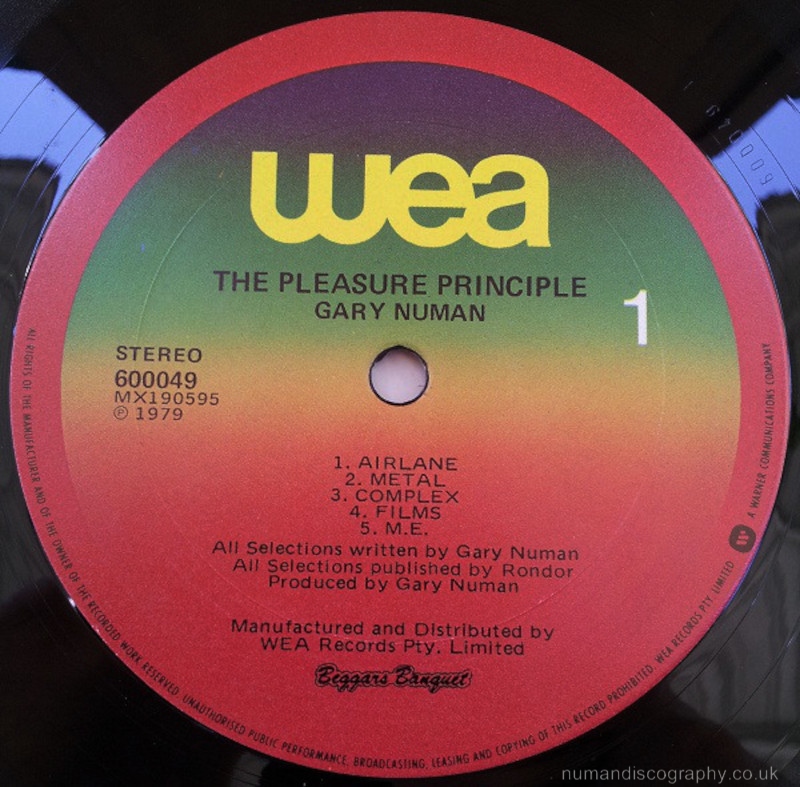 wea
THE PLEASURE PRINCIPLE
GARY NUMAN
1
STEREO
600049
MX190595
℗ 1979
1. AIRLANE
2. METAL
3. COMPLEX
4. FILMS
5. M.E.
All Selections written by Gary Numan
All Selections published by Rondor
Produced by Gary Numan
Manufactured and Distributed by
WEA Records Pty. Limited
Beggars Banquet
ALL RIGHTS OF THE MANUFACTURER AND OF THE OWNER OF THE RECORDED WORK RESERVED. UNAUTHORISED PUBLIC PERFORMANCE, BROADCASTING, LEASING AND COPYING OF THIS RECORD PROHIBITED. WEA RECORDS PTY. LIMITED
A WARNER COMMUNICATIONS COMPANY
600049 1
numandiscography.co.uk